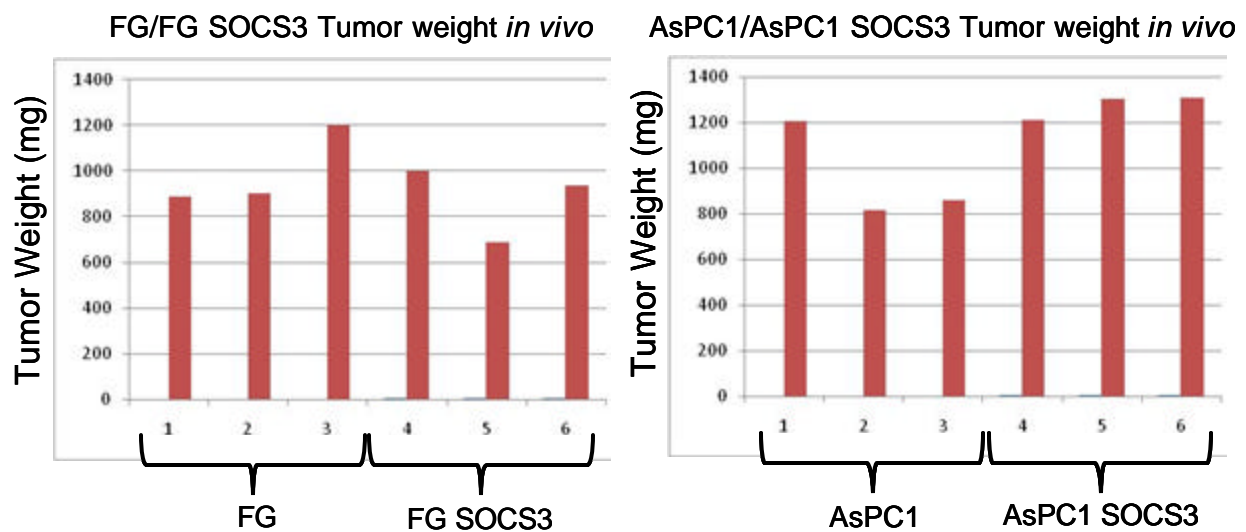 FG/FG SOCS3 Tumor weight in vivo
Tumor Weight (mg)
1400
1200
1000
800
600
400
200
0
1 2 3 4 5 6
FG FG SOCS3
AsPC1/AsPC1 SOCS3 Tumor weight in vivo
Tumor Weight (mg)
1400
1200
1000
800
600
400
200
0
1 2 3 4 5 6
AsPC1 AsPC1 SOCS3